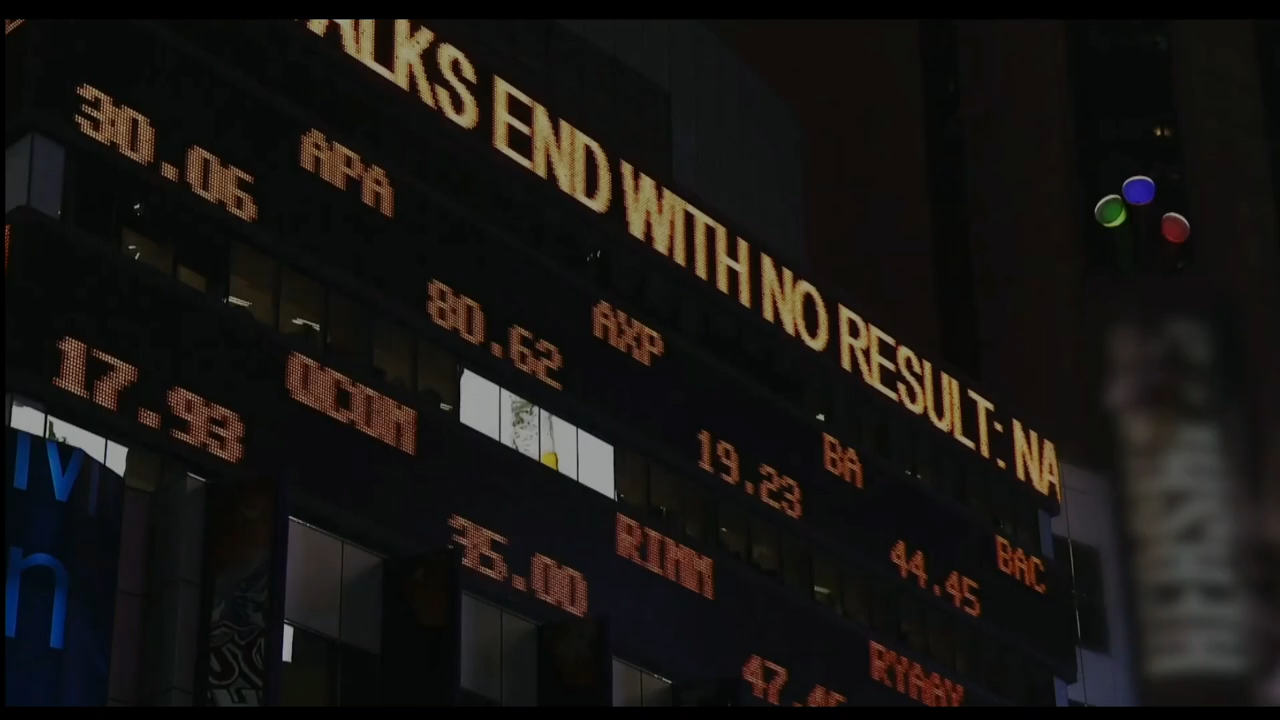 ALKS END WITH NO RESULT: NA
30.06 APA 80.62 AXP 19.23 BA 44.45 BAC
17.93 QCOM 35.00 RIMM RYAAY
iv
n